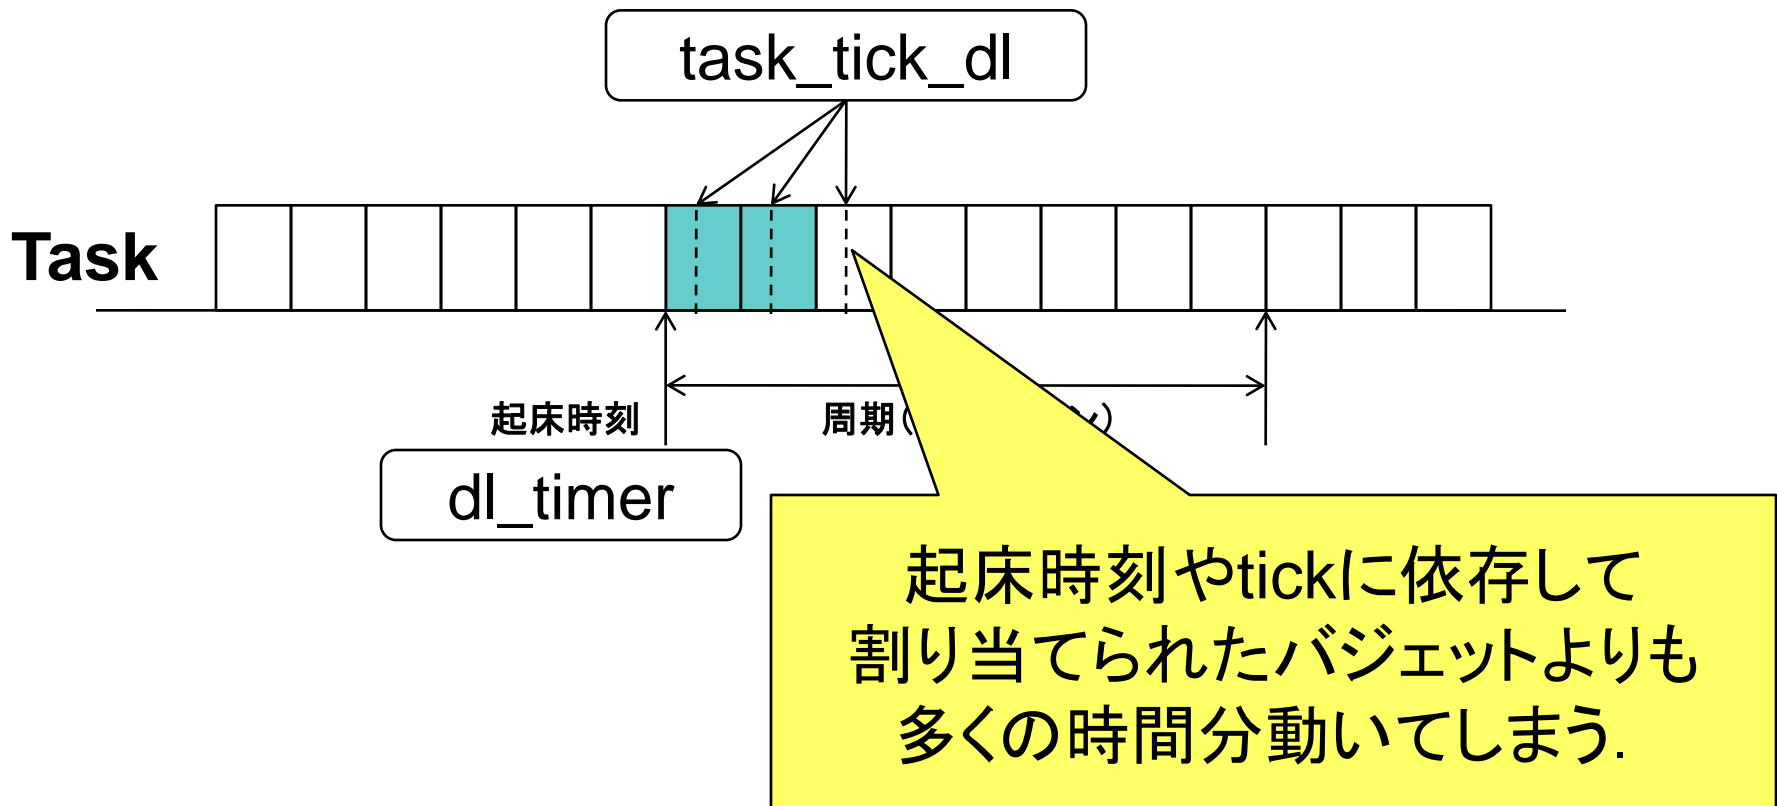 task_tick_dl
Task
起床時刻
周期(
)
dl_timer
起床時刻やtickに依存して
割り当てられたバジェットよりも
多くの時間分動いてしまう.